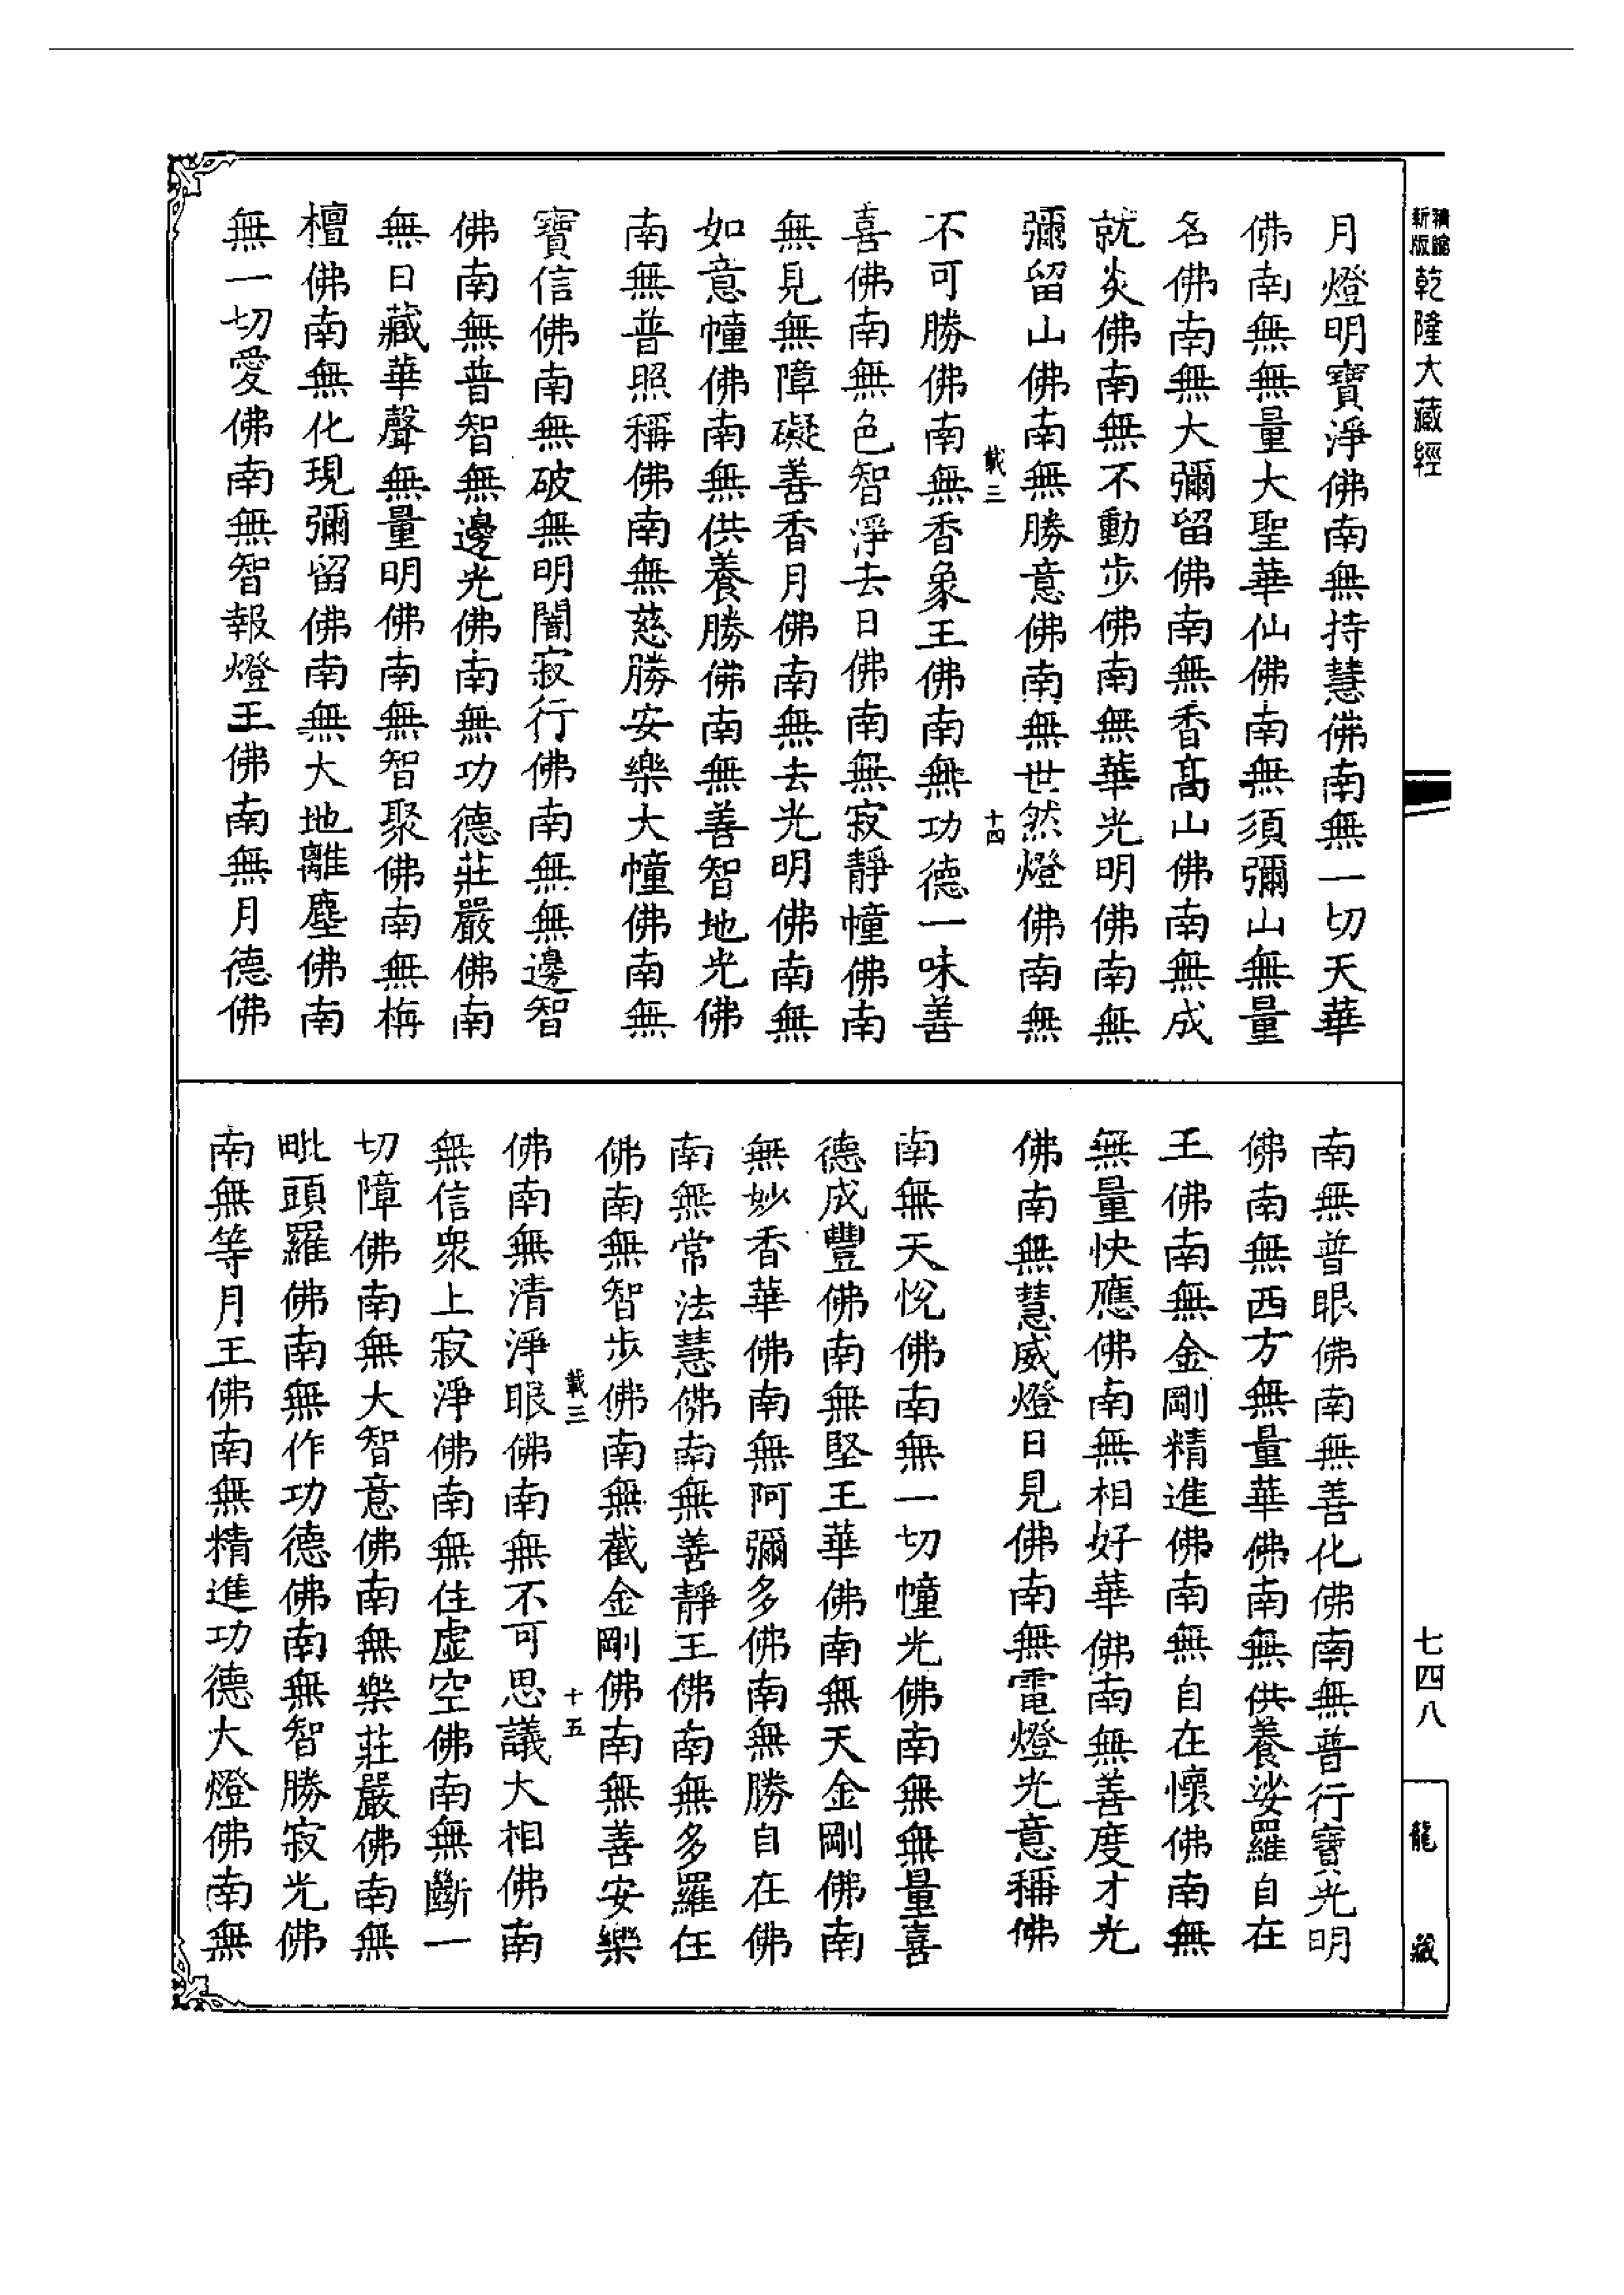 精縮新版
乾隆大藏經
七四八
龍藏
月燈明寶淨佛南無持慧佛南無一切天華
佛南無無量大聖華仙佛南無須彌山無量
名佛南無大彌留佛南無香高山佛南無成
就炎佛南無不動步佛南無華光明佛南無
彌留山佛南無勝意佛南無世然燈佛南無
載三
十四
不可勝佛南無香象王佛南無功德一味善
喜佛南無色智淨去日佛南無寂靜幢佛南
無見無障礙善香月佛南無去光明佛南無
如意幢佛南無供養勝佛南無善智地光佛
南無普照稱佛南無慈勝安樂大幢佛南無
寶信佛南無破無明闇寂行佛南無無邊智
佛南無普智無邊光佛南無功德莊嚴佛南
無日藏華聲無量明佛南無智聚佛南無栴
檀佛南無化現彌留佛南無大地離塵佛南
無一切愛佛南無智報燈王佛南無月德佛
南無普眼佛南無善化佛南無普行寶光明
佛南無西方無量華佛南無供養娑羅自在
王佛南無金剛精進佛南無自在懷佛南無
無量快應佛南無相好華佛南無善度才光
佛南無慧威燈日見佛南無電燈光意稱佛
南無天悅佛南無一切幢光佛南無無量喜
德成豐佛南無堅王華佛南無天金剛佛南
無妙香華佛南無阿彌多佛南無勝自在佛
南無常法慧佛南無善靜王佛南無多羅任
佛南無智步佛南無截金剛佛南無善安樂
載三
十五
佛南無清淨眼佛南無不可思議大相佛南
無信眾上寂淨佛南無住虛空佛南無斷一
切障佛南無大智意佛南無樂莊嚴佛南無
毗頭羅佛南無作功德佛南無智勝寂光佛
南無等月王佛南無精進功德大燈佛南無